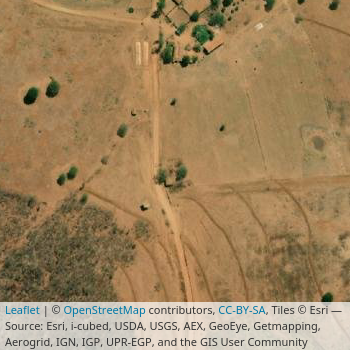 Leaflet | © OpenStreetMap contributors, CC-BY-SA, Tiles © Esri —
Source: Esri, i-cubed, USDA, USGS, AEX, GeoEye, Getmapping,
Aerogrid, IGN, IGP, UPR-EGP, and the GIS User Community